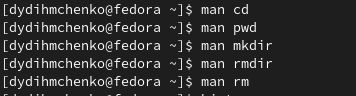 [dydihmchenko@fedora ~]$ man cd
[dydihmchenko@fedora ~]$ man pwd
[dydihmchenko@fedora ~]$ man mkdir
[dydihmchenko@fedora ~]$ man rmdir
[dydihmchenko@fedora ~]$ man rm